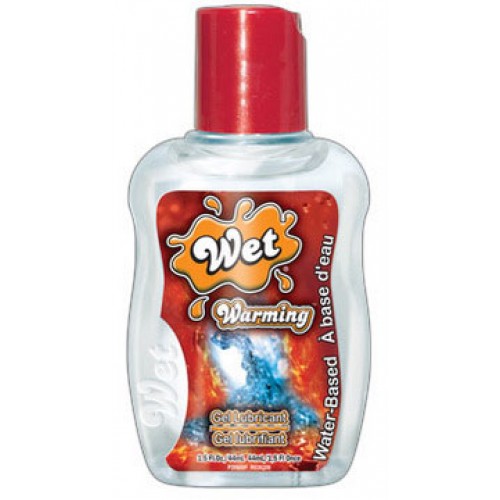 Wet
Warming
Gel Lubricant
Gel lubrifiant
Water-Based À base d'eau
Wet